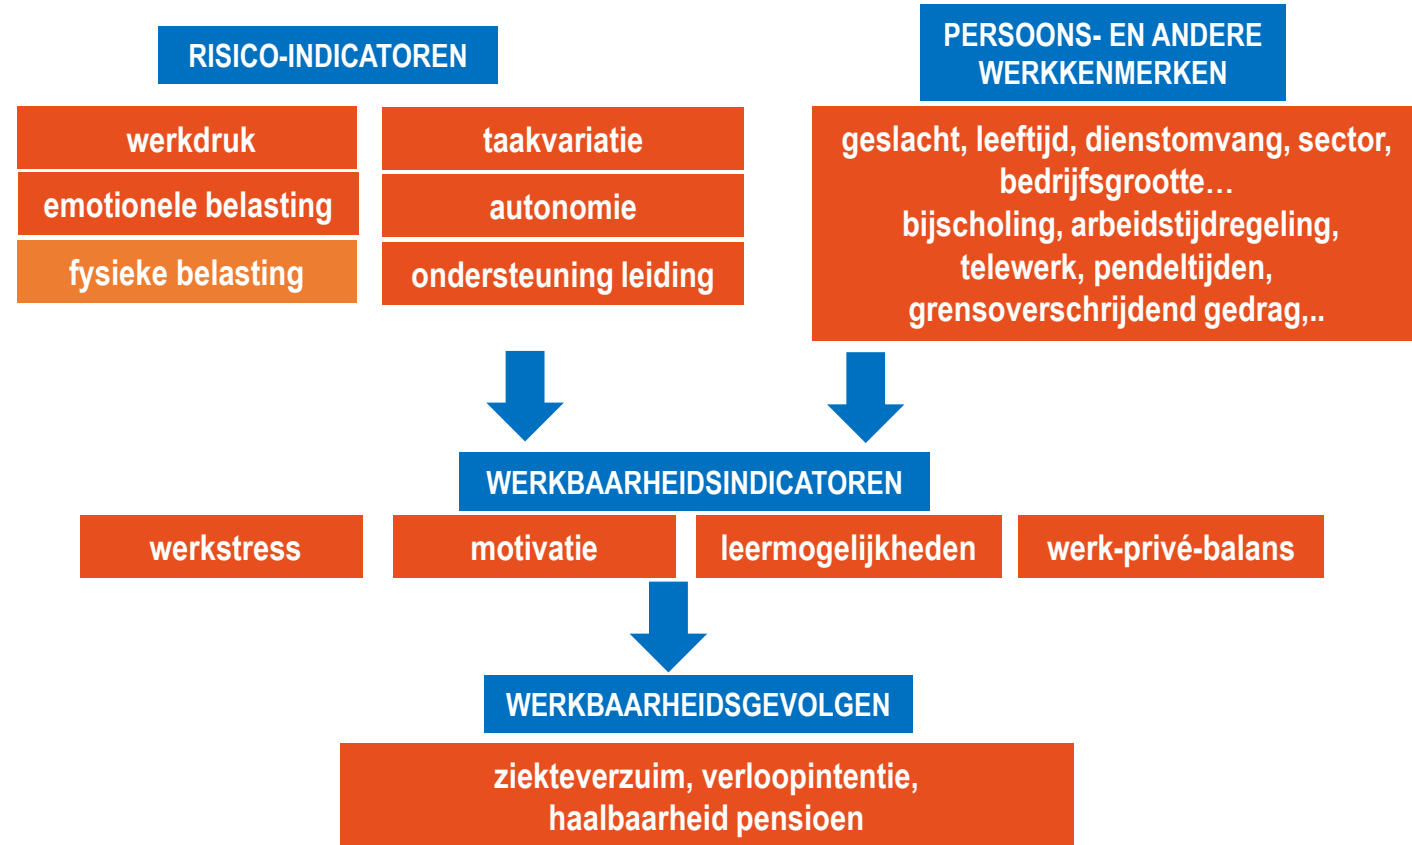 RISICO-INDICATOREN
werkdruk
emotionele belasting
fysieke belasting
taakvariatie
autonomie
ondersteuning leiding
PERSOONS- EN ANDERE
WERKKENMERKEN
geslacht, leeftijd, dienstomvang, sector,
bedrijfsgrootte…
bijscholing, arbeidstijdregeling,
telewerk, pendeltijden,
grensoverschrijdend gedrag,..
WERKBAARHEIDSINDICATOREN
werkstress
motivatie
leermogelijkheden
werk-privé-balans
WERKBAARHEIDSGEVOLGEN
ziekteverzuim, verloopintentie,
haalbaarheid pensioen